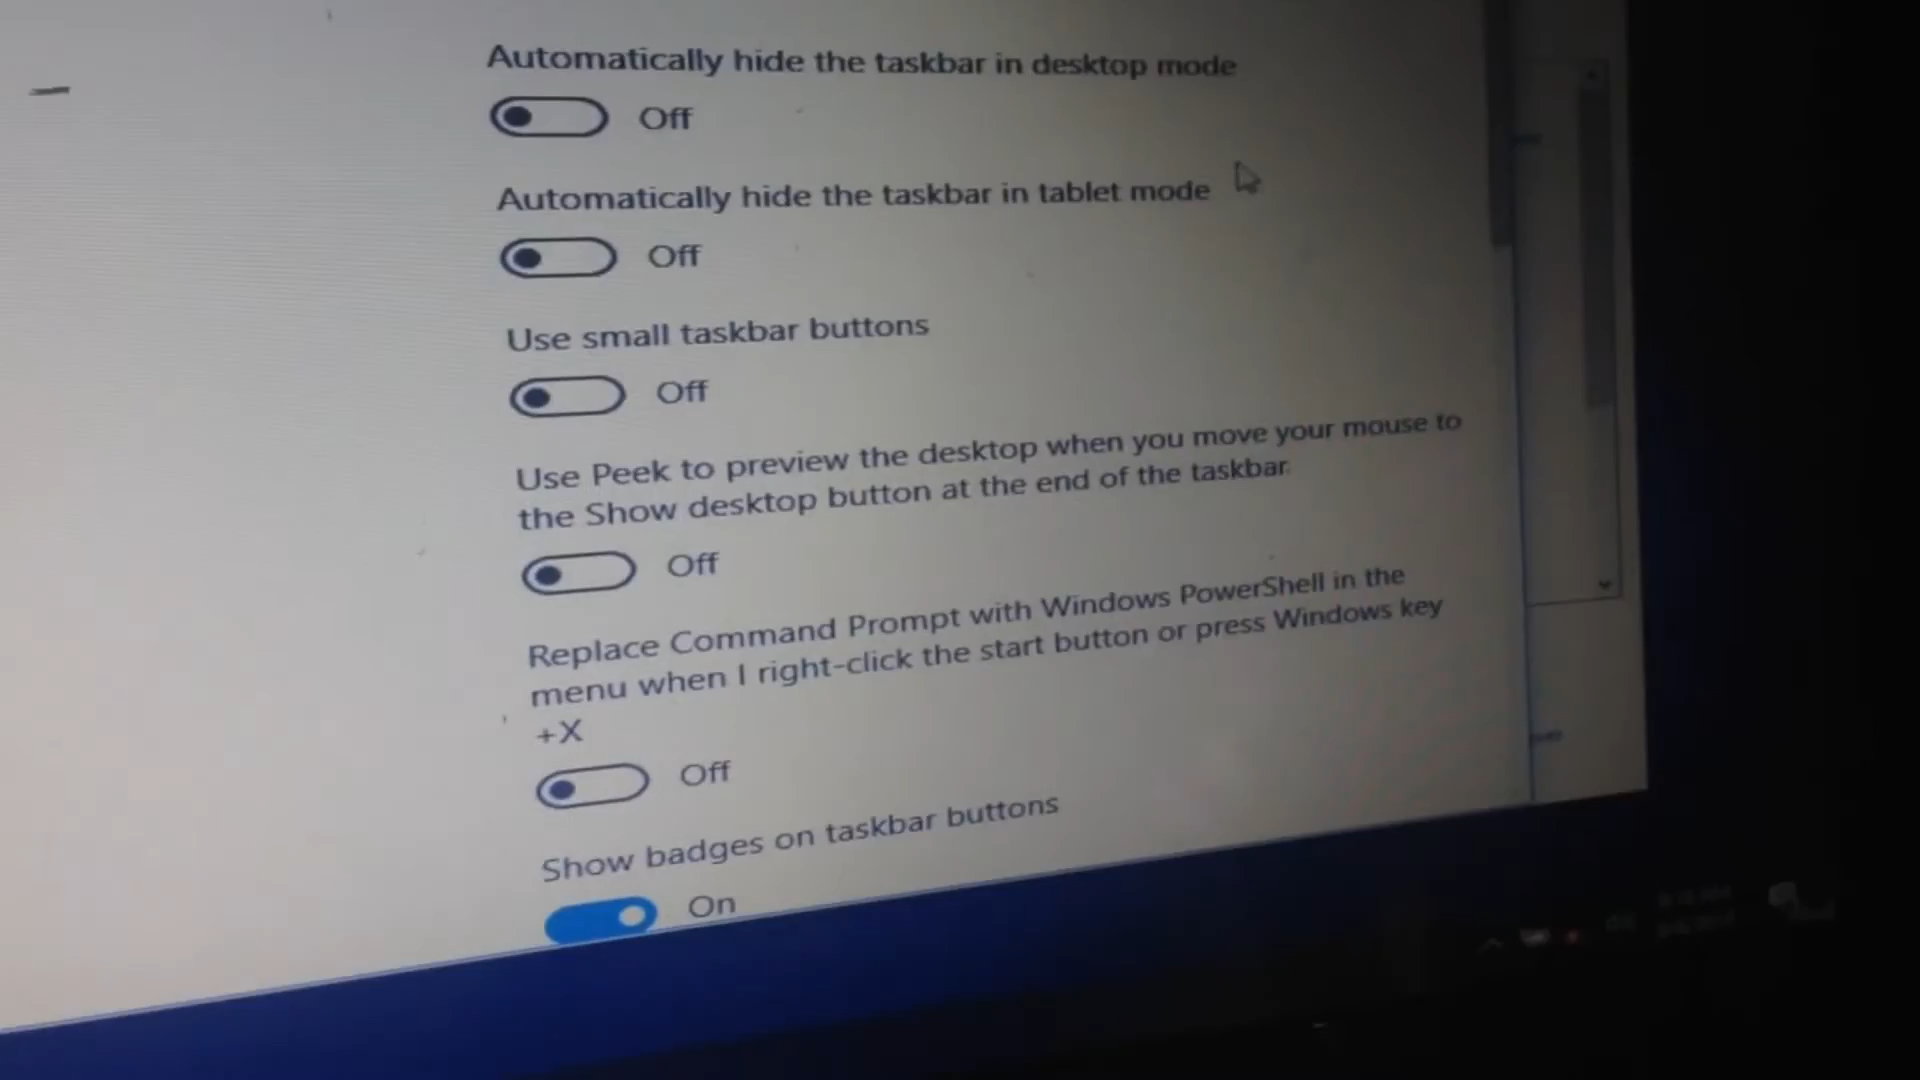 Automatically hide the taskbar in desktop mode
Off
Automatically hide the taskbar in tablet mode
Off
Use small taskbar buttons
Off
Use Peek to preview the desktop when you move your mouse to
the Show desktop button at the end of the taskbar.
Off
Replace Command Prompt with Windows PowerShell in the
menu when I right-click the start button or press Windows key
+X
Off
Show badges on taskbar buttons
On